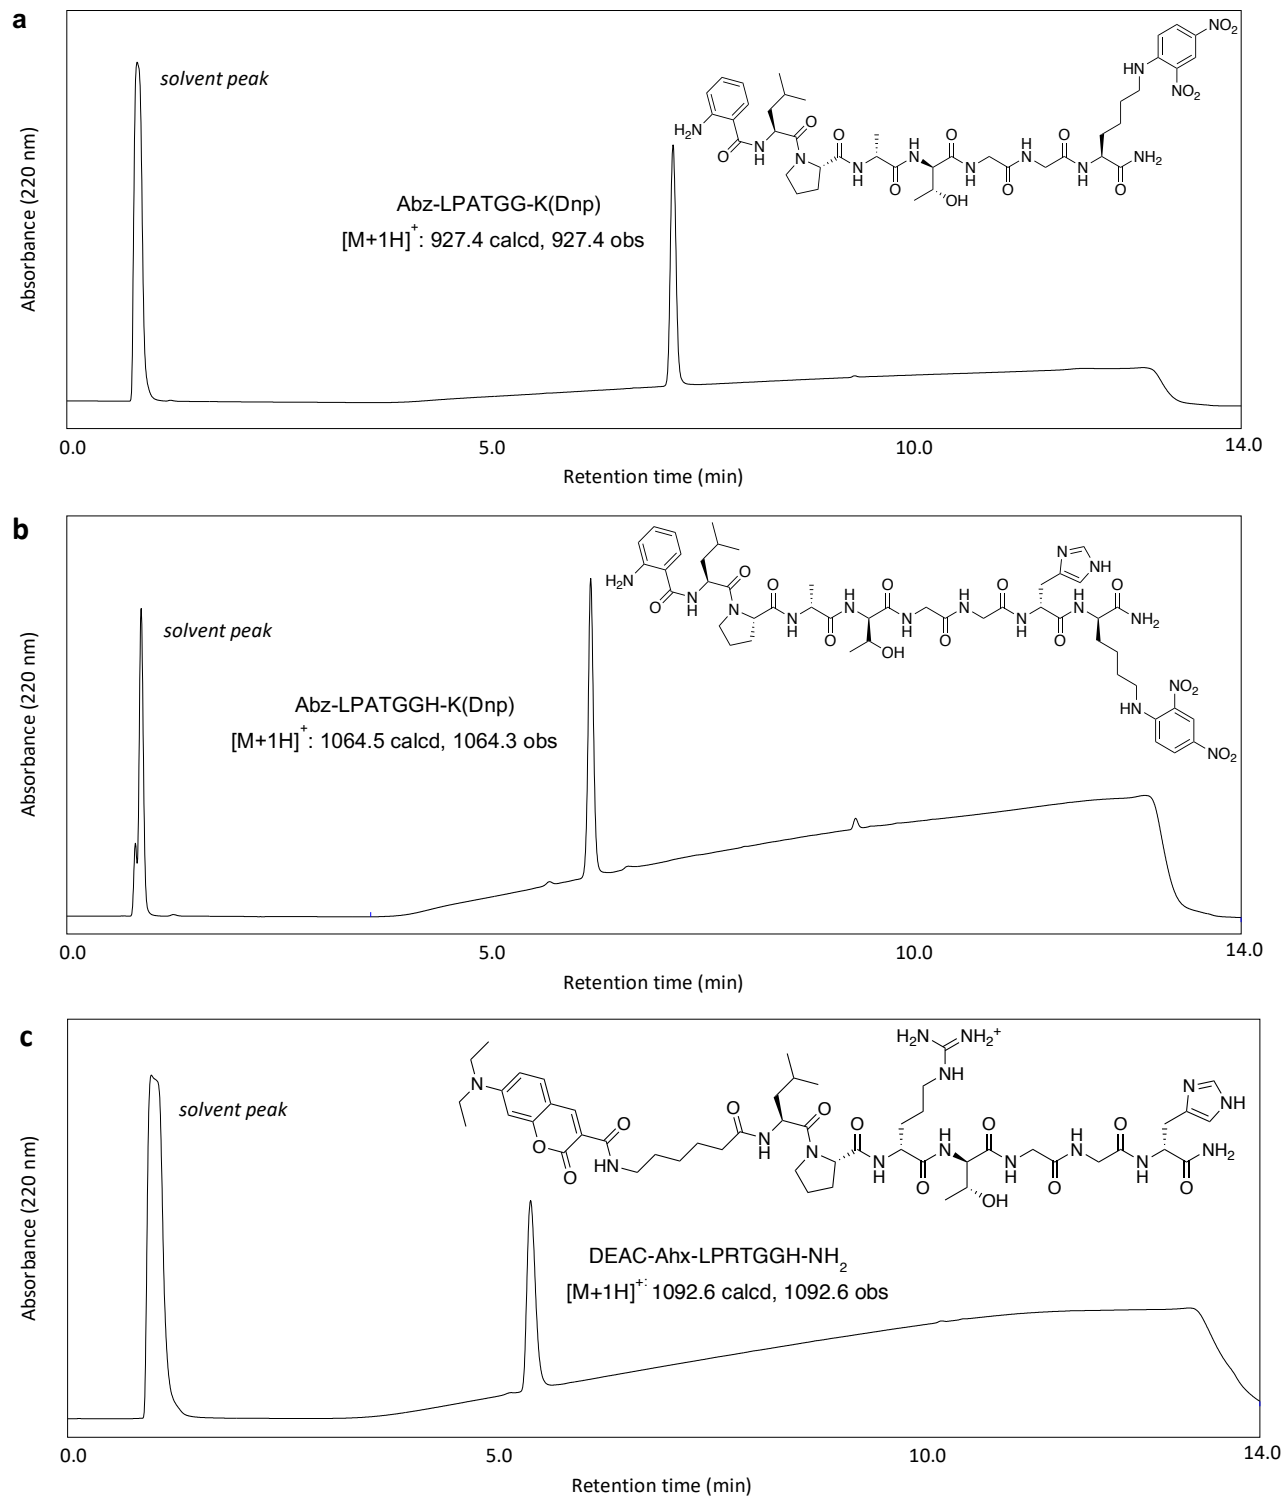 a
Absorbance (220 nm)
solvent peak
Abz-LPATGG-K(Dnp)
[M+1H]+: 927.4 calcd, 927.4 obs
H2N
O
N
H
O
N
O
N
H
O
H
N
OH
O
N
H
O
H
N
O
N
H
O
NH2
HN
NO2
NO2
0.0 5.0 10.0 14.0
Retention time (min)
b
Absorbance (220 nm)
solvent peak
Abz-LPATGGH-K(Dnp)
[M+1H]+: 1064.5 calcd, 1064.3 obs
H2N
O
N
H
O
N
O
N
H
O
H
N
OH
O
N
H
O
H
N
O
N
H
N
NH
O
H
N
O
NH2
HN
NO2
NO2
0.0 5.0 10.0 14.0
Retention time (min)
c
Absorbance (220 nm)
solvent peak
DEAC-Ahx-LPRTGGH-NH2
[M+1H]+: 1092.6 calcd, 1092.6 obs
N
O
O
O
HN
O
N
H
O
N
O
N
H
H2N
NH2+
NH
O
H
N
OH
O
N
H
O
H
N
O
N
H
N
NH
O
NH2
0.0 5.0 10.0 14.0
Retention time (min)